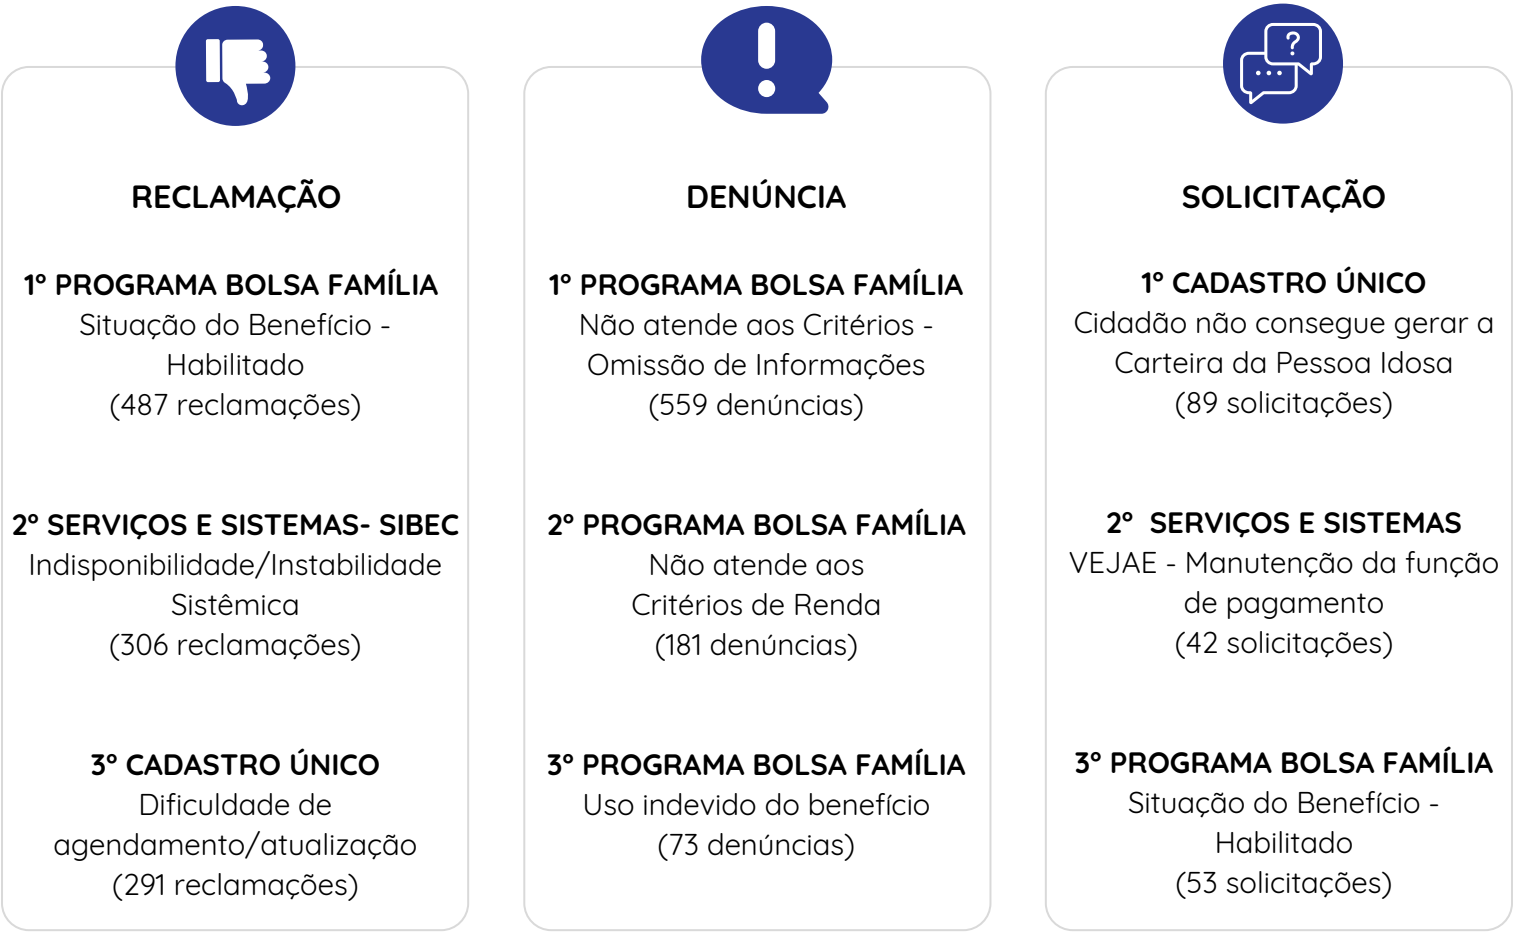 RECLAMAÇÃO
1º PROGRAMA BOLSA FAMÍLIA
Situação do Benefício -
Habilitado
(487 reclamações)
2º SERVIÇOS E SISTEMAS- SIBEC
Indisponibilidade/Instabilidade
Sistêmica
(306 reclamações)
3º CADASTRO ÚNICO
Dificuldade de
agendamento/atualização
(291 reclamações)
DENÚNCIA
1º PROGRAMA BOLSA FAMÍLIA
Não atende aos Critérios -
Omissão de Informações
(559 denúncias)
2º PROGRAMA BOLSA FAMÍLIA
Não atende aos
Critérios de Renda
(181 denúncias)
3º PROGRAMA BOLSA FAMÍLIA
Uso indevido do benefício
(73 denúncias)
SOLICITAÇÃO
1º CADASTRO ÚNICO
Cidadão não consegue gerar a
Carteira da Pessoa Idosa
(89 solicitações)
2º SERVIÇOS E SISTEMAS
VEJAE - Manutenção da função
de pagamento
(42 solicitações)
3º PROGRAMA BOLSA FAMÍLIA
Situação do Benefício -
Habilitado
(53 solicitações)